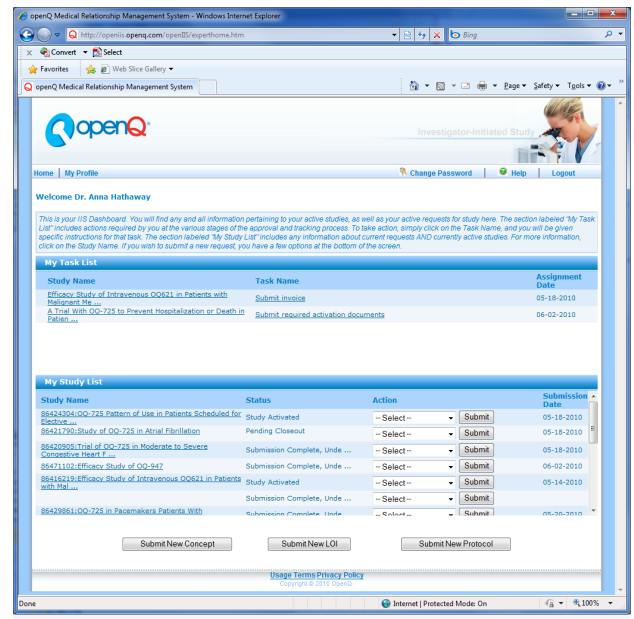 openQ Medical Relationship Management System - Windows Internet Explorer
http://openiis.openq.com/openIIS/experthome.htm
Bing
x Convert Select
Favorites Web Slice Gallery
openQ Medical Relationship Management System
Page Safety Tools
openQ
Investigator-Initiated Study
Home | My Profile
Change Password | Help | Logout
Welcome Dr. Anna Hathaway
This is your IIS Dashboard. You will find any and all information pertaining to your active studies, as well as your active requests for study here. The section labeled "My Task
List" includes actions required by you at the various stages of the approval and tracking process. To take action, simply click on the Task Name, and you will be given
specific instructions for that task. The section labeled "My Study List" includes any information about current requests AND currently active studies. For more information,
click on the Study Name. If you wish to submit a new request, you have a few options at the bottom of the screen.
My Task List
Study Name Task Name Assignment
Date
Efficacy Study of Intravenous OQ621 in Patients with
Malignant Me ... Submit invoice 05-18-2010
A Trial With OQ-725 to Prevent Hospitalization or Death in
Patien ... Submit required activation documents 06-02-2010
My Study List
Study Name Status Action Submission
Date
86424304:OQ-725 Pattern of Use in Patients Scheduled for
Elective ... Study Activated -- Select -- Submit 05-18-2010
86421790:Study of OQ-725 in Atrial Fibrillation Pending Closeout -- Select -- Submit 05-18-2010
86420905:Trial of OQ-725 in Moderate to Severe
Congestive Heart F ... Submission Complete, Unde ... -- Select -- Submit 05-18-2010
86471102:Efficacy Study of OQ-947 Submission Complete, Unde ... -- Select -- Submit 06-02-2010
86416219:Efficacy Study of Intravenous OQ621 in Patients
with Mal ... Study Activated -- Select -- Submit 05-14-2010
Submission Complete, Unde ... -- Select -- Submit
86429861:OQ-725 in Pacemakers Patients With
Submission Complete, Unde -- Select -- Submit 05-20-2010
Submit New Concept Submit New LOI Submit New Protocol
Usage Terms Privacy Policy
Copyright © 2010 OpenQ.
Done Internet | Protected Mode: On 100%